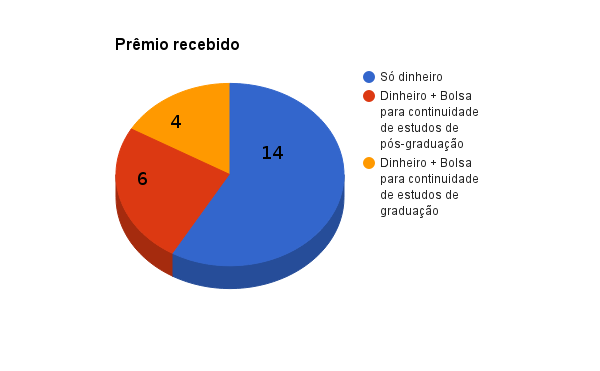 Prêmio recebido
Só dinheiro
Dinheiro + Bolsa
para continuidade
de estudos de
pós-graduação
Dinheiro + Bolsa
para continuidade
de estudos de
graduação
4
14
6